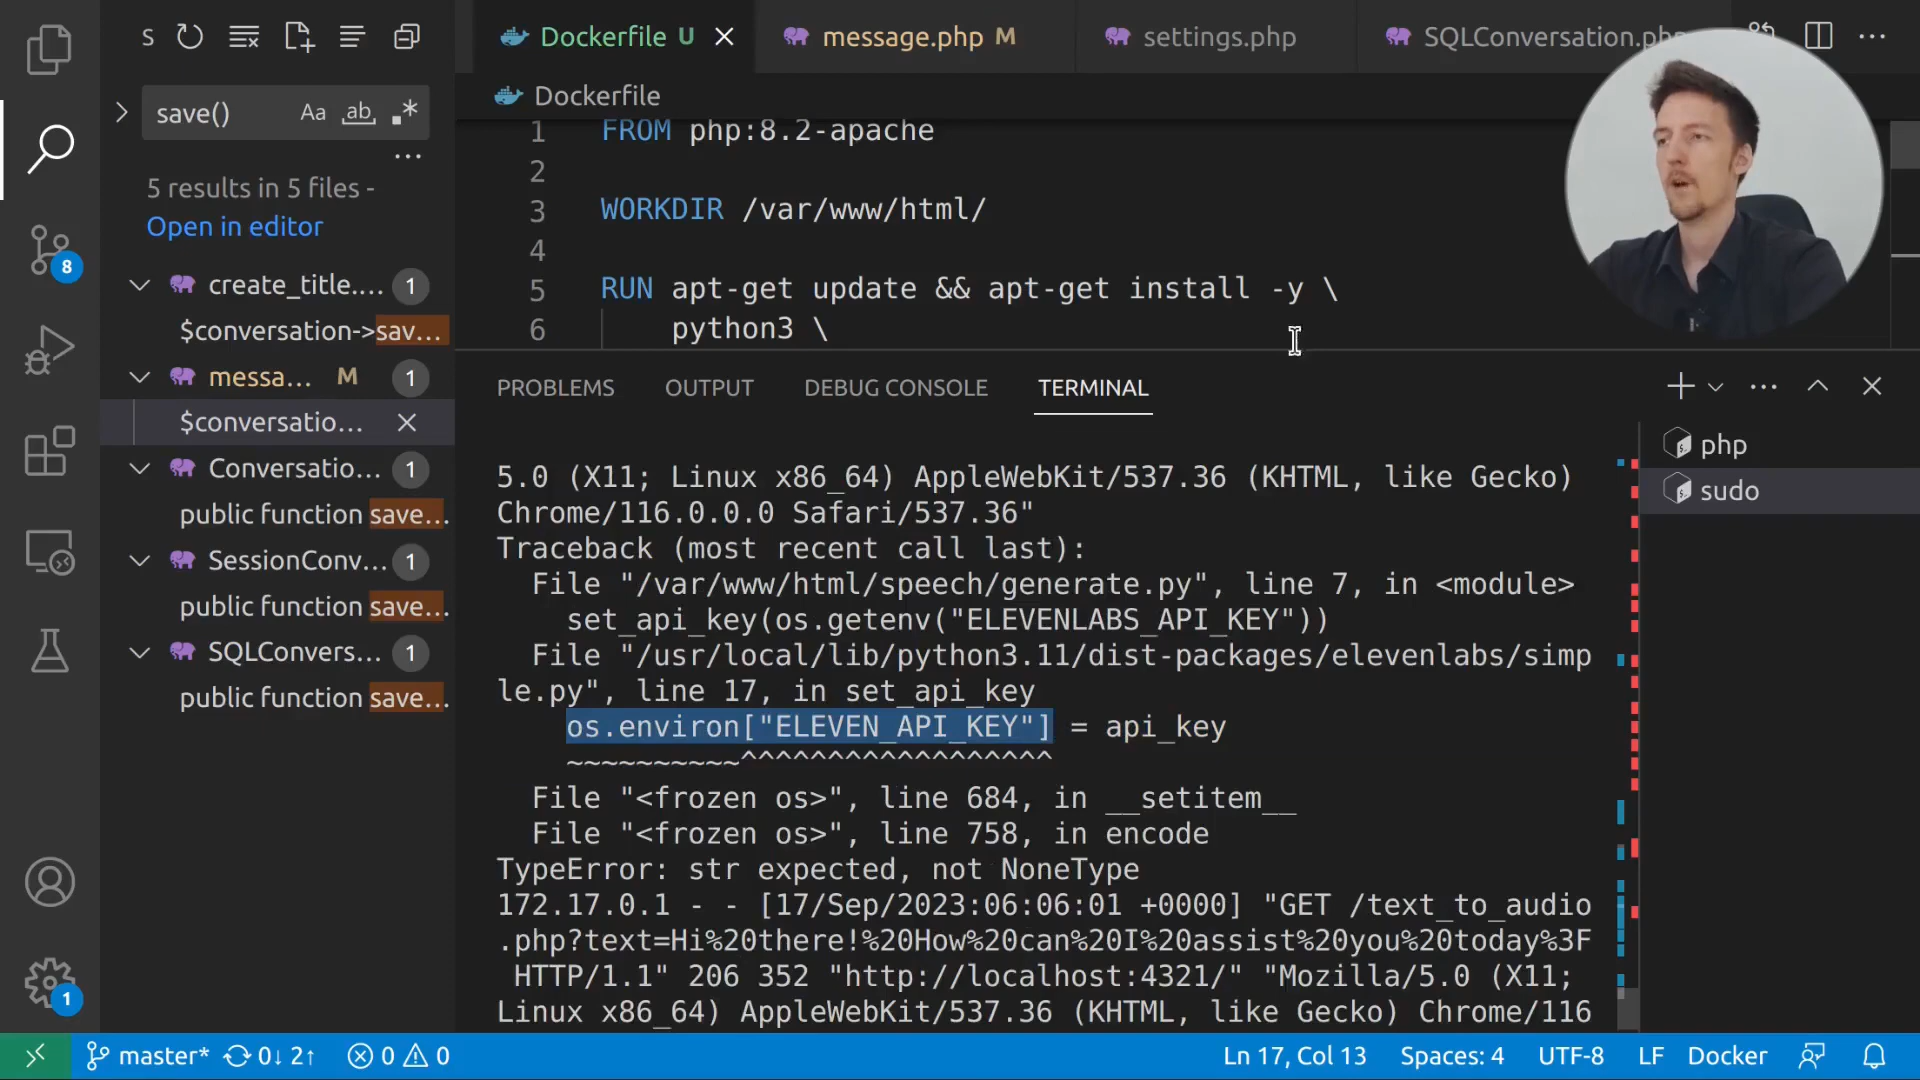 S
Dockerfile U
message.php M
settings.php
SQLConversation.php
save()
Aa
ab
Dockerfile
5 results in 5 files -
Open in editor
create_title.... 1
$conversation->sav...
messa... M 1
$conversatio...
Conversatio... 1
public function save...
SessionConv... 1
public function save...
SQLConvers... 1
public function save...
8
1
1 FROM php:8.2-apache
2
3 WORKDIR /var/www/html/
4
5 RUN apt-get update && apt-get install -y \
6 python3 \
PROBLEMS OUTPUT DEBUG CONSOLE TERMINAL
php
sudo
5.0 (X11; Linux x86_64) AppleWebKit/537.36 (KHTML, like Gecko)
Chrome/116.0.0.0 Safari/537.36"
Traceback (most recent call last):
File "/var/www/html/speech/generate.py", line 7, in <module>
set_api_key(os.getenv("ELEVENLABS_API_KEY"))
File "/usr/local/lib/python3.11/dist-packages/elevenlabs/simp
le.py", line 17, in set_api_key
os.environ["ELEVEN_API_KEY"] = api_key
~~~~~~~~~~^^^^^^^^^^^^^^^^^^
File "<frozen os>", line 684, in __setitem__
File "<frozen os>", line 758, in encode
TypeError: str expected, not NoneType
172.17.0.1 - - [17/Sep/2023:06:06:01 +0000] "GET /text_to_audio
.php?text=Hi%20there!%20How%20can%20I%20assist%20you%20today%3F
HTTP/1.1" 206 352 "http://localhost:4321/" "Mozilla/5.0 (X11;
Linux x86_64) AppleWebKit/537.36 (KHTML, like Gecko) Chrome/116
master* 0↓ 2↑ 0 0 Ln 17, Col 13 Spaces: 4 UTF-8 LF Docker